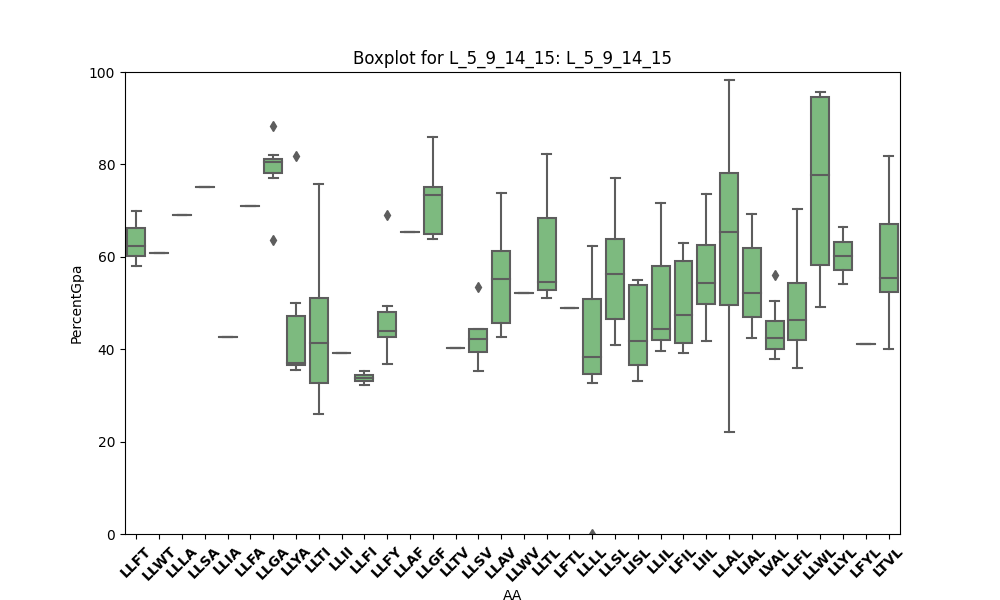 Boxplot for L_5_9_14_15: L_5_9_14_15
100
80
60
40
20
0
PercentGpa
LLFT LLWT LLLA LLSA LLIA LLFA LLGA LLYA LLTI LLII LLFI LLFY LLAF LLGF LLTV LLSV LLAV LLWV LLTL LFTL LLLL LLSL LISL LLIL LFIL LIIL LLAL LIAL LVAL LLFL LLWL LLYL LFYL LTVL
AA